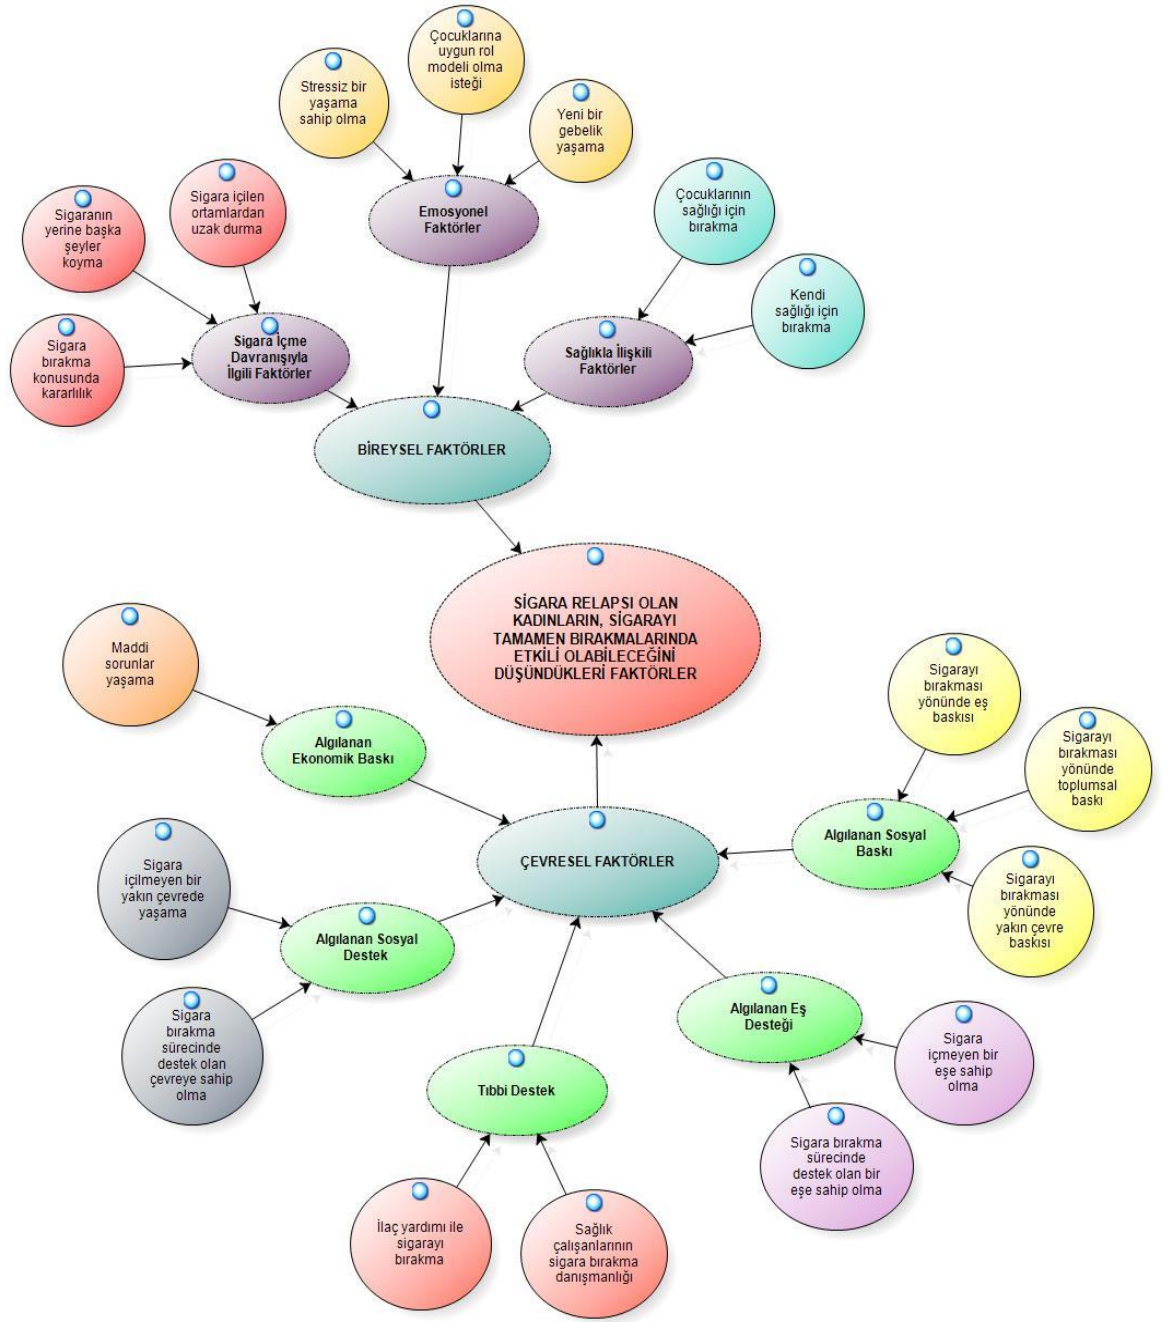 Çocuklarına
uygun rol
modeli olma
isteği
Stressiz bir
yaşama
sahip olma
Yeni bir
gebelik
yaşama
Sigara içilen
ortamlardan
uzak durma
Sigaranın
yerine başka
şeyler
koyma
Sigara
bırakma
konusunda
kararlılık
Emosyonel
Faktörler
Çocuklarının
sağlığı için
bırakma
Kendi
sağlığı için
bırakma
Sigara İçme
Davranışıyla
İlgili Faktörler
Sağlıkla İlişkili
Faktörler
BİREYSEL FAKTÖRLER
SİGARA RELAPSI OLAN
KADINLARIN, SİGARAYI
TAMAMEN BIRAKMALARINDA
ETKİLİ OLABİLECEĞİNİ
DÜŞÜNDÜKLERİ FAKTÖRLER
Maddi
sorunlar
yaşama
Algılanan
Ekonomik Baskı
Sigarayı
bırakması
yönünde eş
baskısı
Sigarayı
bırakması
yönünde
toplumsal
baskı
Algılanan Sosyal
Baskı
Sigarayı
bırakması
yönünde
yakın çevre
baskısı
ÇEVRESEL FAKTÖRLER
Sigara
içilmeyen bir
yakın çevrede
yaşama
Algılanan Sosyal
Destek
Sigara
bırakma
sürecinde
destek olan
çevreye sahip
olma
Algılanan Eş
Desteği
Sigara
içmeyen bir
eşe sahip
olma
Sigara bırakma
sürecinde
destek olan bir
eşe sahip olma
Tıbbi Destek
İlaç yardımı ile
sigarayı
bırakma
Sağlık
çalışanlarının
sigara bırakma
danışmanlığı